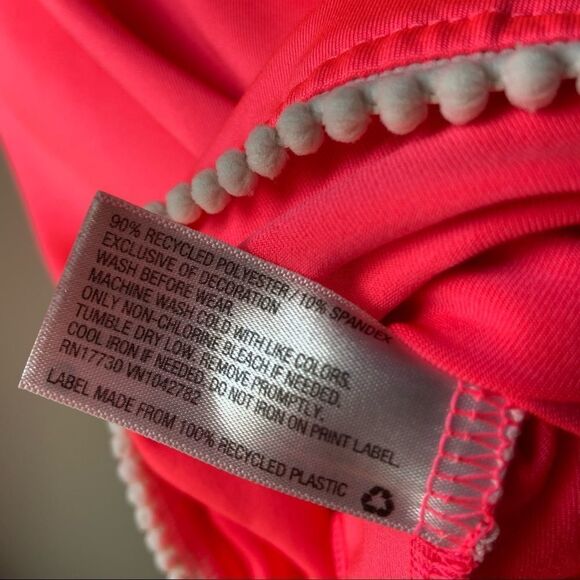 90% RECYCLED POLYESTER / 10% SPANDEX
EXCLUSIVE OF DECORATION
WASH BEFORE WEAR
MACHINE WASH COLD WITH LIKE COLORS.
ONLY NON-CHLORINE BLEACH IF NEEDED.
TUMBLE DRY LOW. REMOVE PROMPTLY.
COOL IRON IF NEEDED. DO NOT IRON ON PRINT LABEL.
RN17730 VN1042782
LABEL MADE FROM 100% RECYCLED PLASTIC